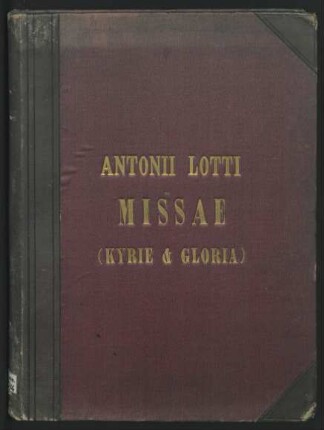 ANTONII LOTTI
MISSAE
(KYRIE & GLORIA)